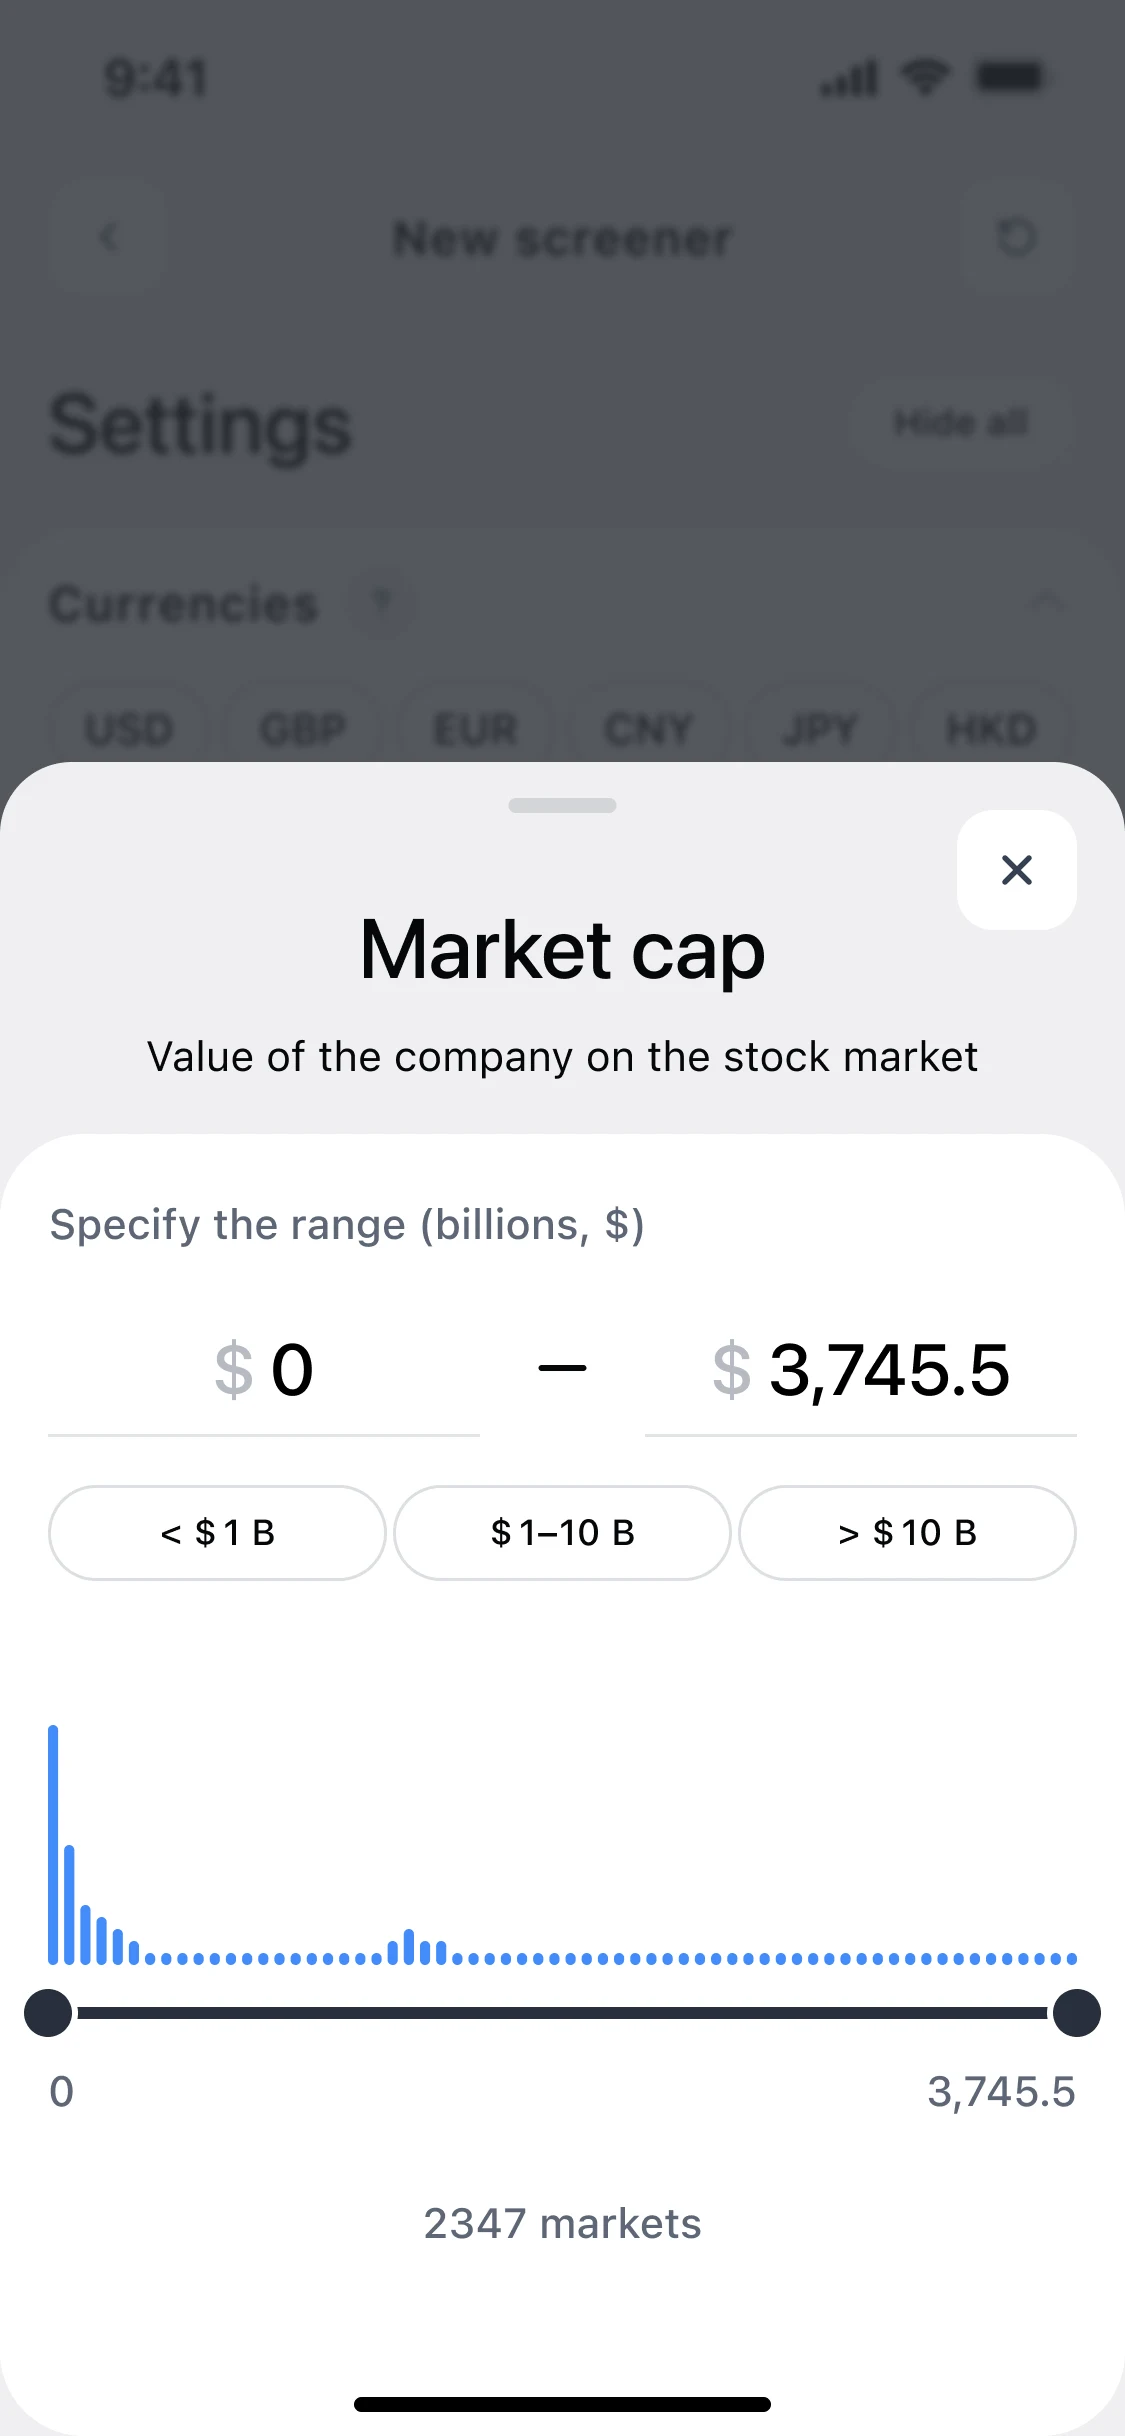 9:41
New screener
Settings
Hide all
Currencies ?
USD GBP EUR CNY JPY HKD
Market cap
Value of the company on the stock market
Specify the range (billions, $)
$ 0 — $ 3,745.5
< $ 1 B $ 1–10 B > $ 10 B
0 3,745.5
2347 markets